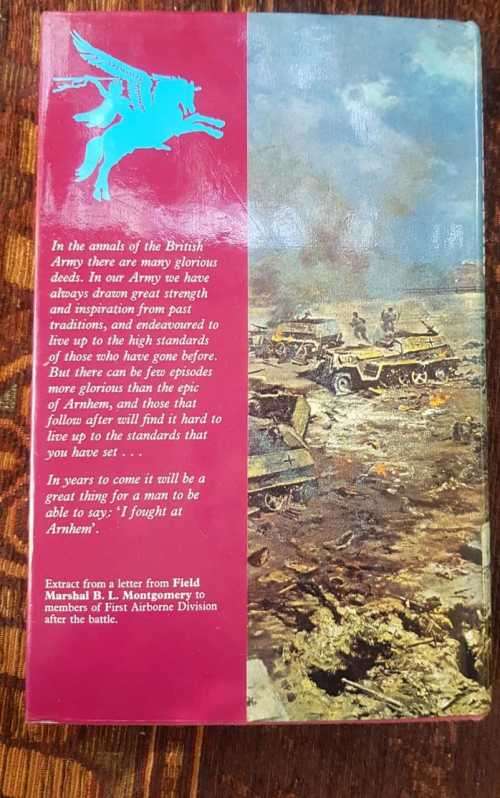 In the annals of the British
Army there are many glorious
deeds. In our Army we have
always drawn great strength
and inspiration from past
traditions, and endeavoured to
live up to the high standards
of those who have gone before.
But there can be few episodes
more glorious than the epic
of Arnhem, and those that
follow after will find it hard to
live up to the standards that
you have set . . .
In years to come it will be a
great thing for a man to be
able to say: 'I fought at
Arnhem'.
Extract from a letter from Field
Marshal B. L. Montgomery to
members of First Airborne Division
after the battle.